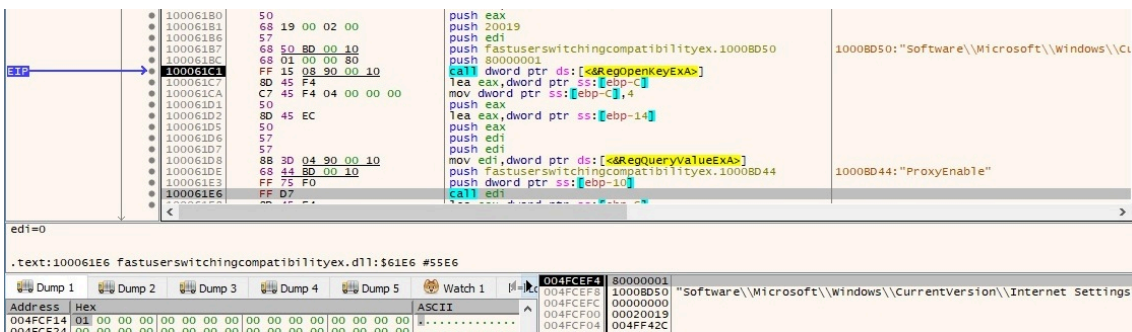 100061B0 50 push eax
100061B1 68 19 00 02 00 push 20019
100061B6 57 push edi
100061B7 68 50 BD 00 10 push fastuserswitchingcompatibilityex.1000BD50 1000BD50:"Software\\Microsoft\\Windows\\Cu
100061BC 68 01 00 00 80 push 80000001
EIP 100061C1 FF 15 08 90 00 10 call dword ptr ds:[<&RegOpenKeyExA>]
100061C7 8D 45 F4 lea eax,dword ptr ss:[ebp-C]
100061CA C7 45 F4 04 00 00 00 mov dword ptr ss:[ebp-C],4
100061D1 50 push eax
100061D2 8D 45 EC lea eax,dword ptr ss:[ebp-14]
100061D5 50 push eax
100061D6 57 push edi
100061D7 57 push edi
100061D8 8B 3D 04 90 00 10 mov edi,dword ptr ds:[<&RegQueryValueExA>]
100061DE 68 44 BD 00 10 push fastuserswitchingcompatibilityex.1000BD44 1000BD44:"ProxyEnable"
100061E3 FF 75 F0 push dword ptr ss:[ebp-10]
100061E6 FF D7 call edi
edi=0
.text:100061E6 fastuserswitchingcompatibilityex.dll:$61E6 #55E6
Dump 1 Dump 2 Dump 3 Dump 4 Dump 5 Watch 1
Address Hex ASCII
004FCF14 01 00 00 00 00 00 00 00 00 00 00 00 00 00 00 00 ................
004FCEF4 80000001
004FCEF8 1000BD50 "Software\\Microsoft\\Windows\\CurrentVersion\\Internet Settings
004FCEFC 00000000
004FCF00 00020019
004FCF04 004FF42C